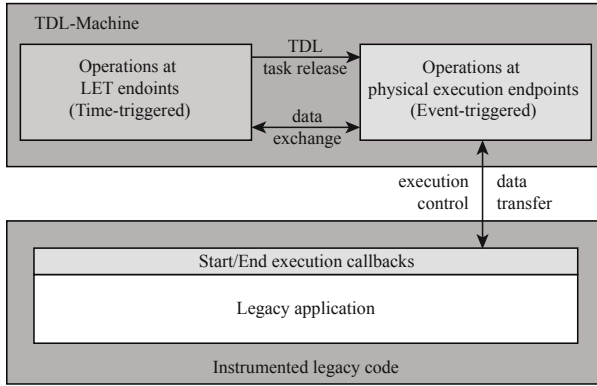 TDL-Machine
Operations at
LET endoints
(Time-triggered)
TDL
task release
data
exchange
Operations at
physical execution endpoints
(Event-triggered)
execution
control
data
transfer
Start/End execution callbacks
Legacy application
Instrumented legacy code